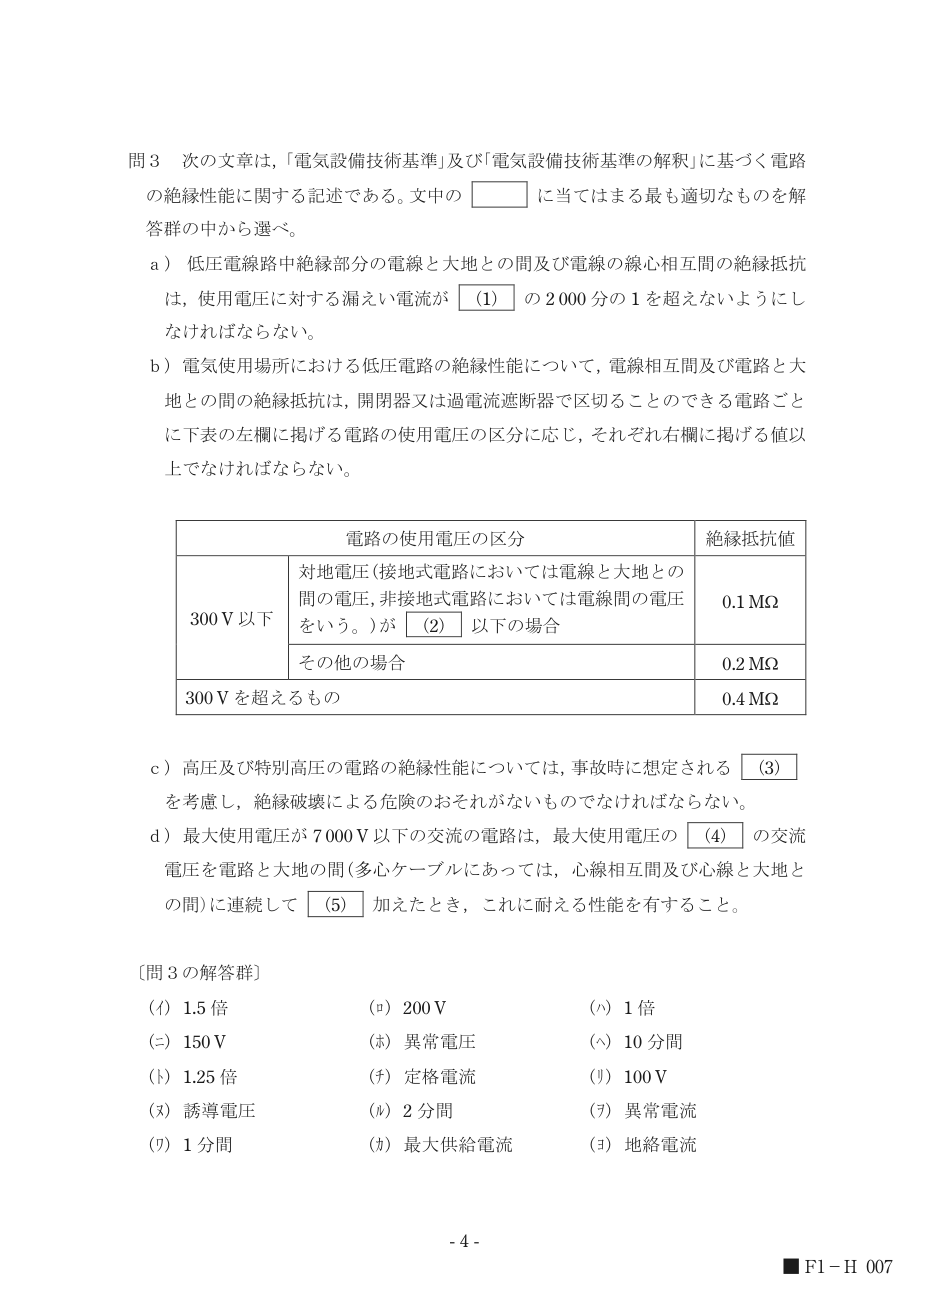 問3　次の文章は，「電気設備技術基準」及び「電気設備技術基準の解釈」に基づく電路
の絶縁性能に関する記述である。文中の　　　に当てはまる最も適切なものを解
答群の中から選べ。
a） 低圧電線路中絶縁部分の電線と大地との間及び電線の線心相互間の絶縁抵抗
は，使用電圧に対する漏えい電流が (1) の 2 000 分の 1 を超えないようにし
なければならない。
b）電気使用場所における低圧電路の絶縁性能について，電線相互間及び電路と大
地との間の絶縁抵抗は，開閉器又は過電流遮断器で区切ることのできる電路ごと
に下表の左欄に掲げる電路の使用電圧の区分に応じ，それぞれ右欄に掲げる値以
上でなければならない。
電路の使用電圧の区分 絶縁抵抗値
300 V 以下
対地電圧（接地式電路においては電線と大地との
間の電圧，非接地式電路においては電線間の電圧
をいう。）が (2) 以下の場合
0.1 MΩ
その他の場合 0.2 MΩ
300 V を超えるもの 0.4 MΩ
c）高圧及び特別高圧の電路の絶縁性能については，事故時に想定される (3)
を考慮し，絶縁破壊による危険のおそれがないものでなければならない。
d）最大使用電圧が 7 000 V 以下の交流の電路は，最大使用電圧の (4) の交流
電圧を電路と大地の間（多心ケーブルにあっては，心線相互間及び心線と大地と
の間）に連続して (5) 加えたとき，これに耐える性能を有すること。
〔問3の解答群〕
(ｲ) 1.5 倍 (ﾛ) 200 V (ﾊ) 1 倍
(ﾆ) 150 V (ﾎ) 異常電圧 (ﾍ) 10 分間
(ﾄ) 1.25 倍 (ﾁ) 定格電流 (ﾘ) 100 V
(ﾇ) 誘導電圧 (ﾙ) 2 分間 (ｦ) 異常電流
(ﾜ) 1 分間 (ｶ) 最大供給電流 (ﾖ) 地絡電流
- 4 -
■ F1－H 007